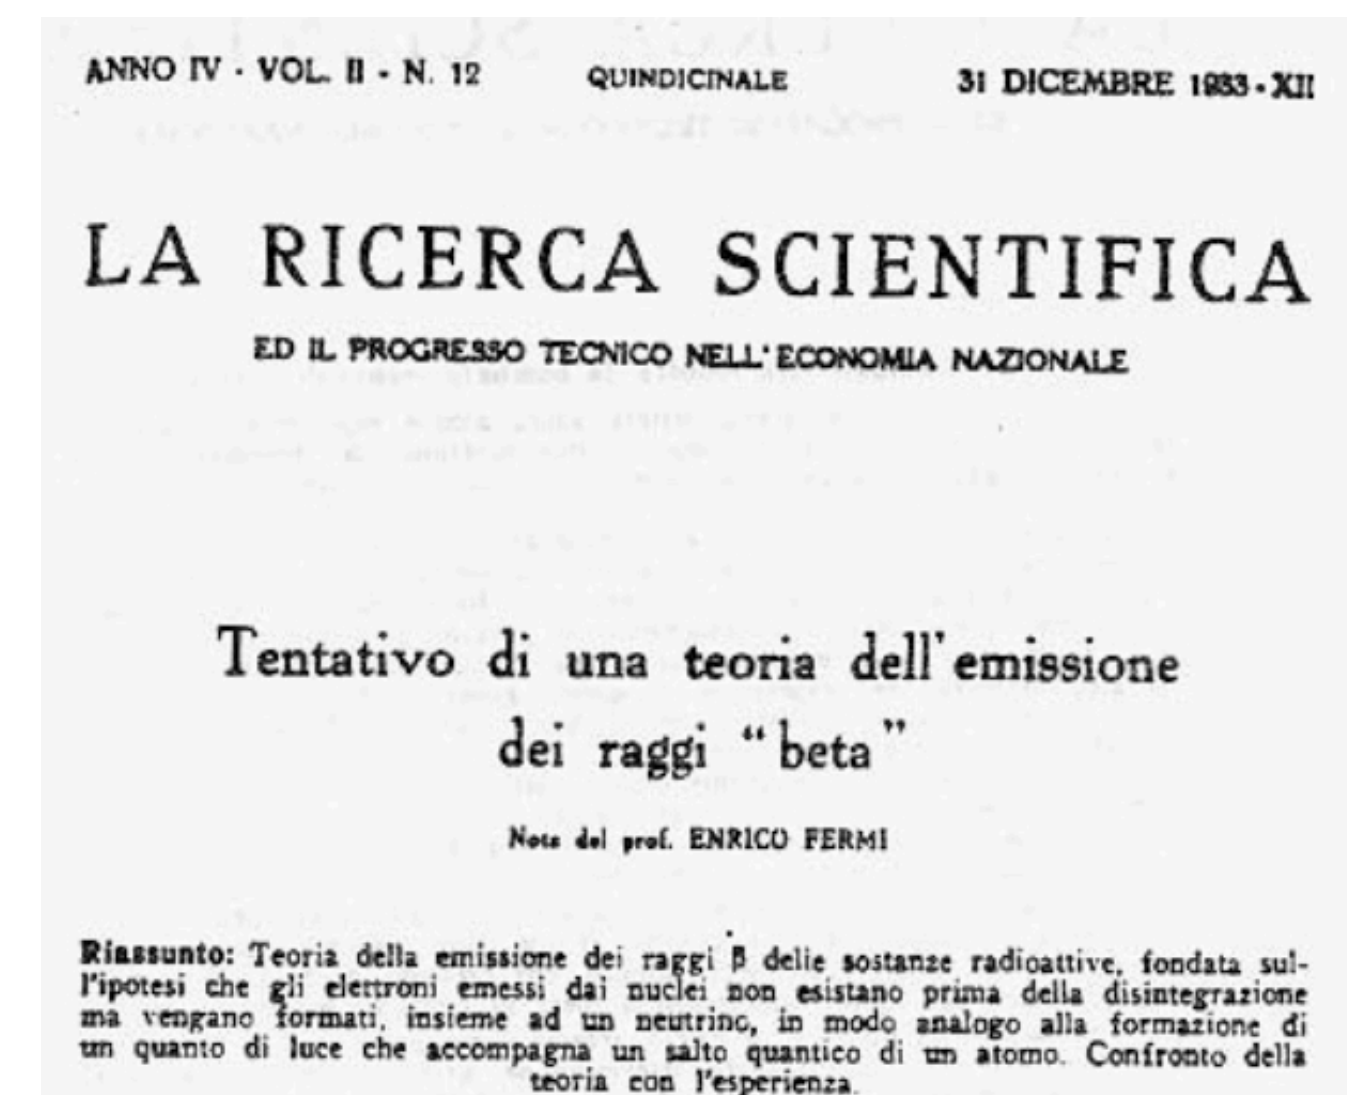 ANNO IV - VOL. II - N. 12 QUINDICINALE 31 DICEMBRE 1933 - XII
LA RICERCA SCIENTIFICA
ED IL PROGRESSO TECNICO NELL'ECONOMIA NAZIONALE
Tentativo di una teoria dell'emissione
dei raggi “beta”
Nota del prof. ENRICO FERMI
Riassunto: Teoria della emissione dei raggi β delle sostanze radioattive, fondata sul-
l'ipotesi che gli elettroni emessi dai nuclei non esistano prima della disintegrazione
ma vengano formati, insieme ad un neutrino, in modo analogo alla formazione di
un quanto di luce che accompagna un salto quantico di un atomo. Confronto della
teoria con l'esperienza.